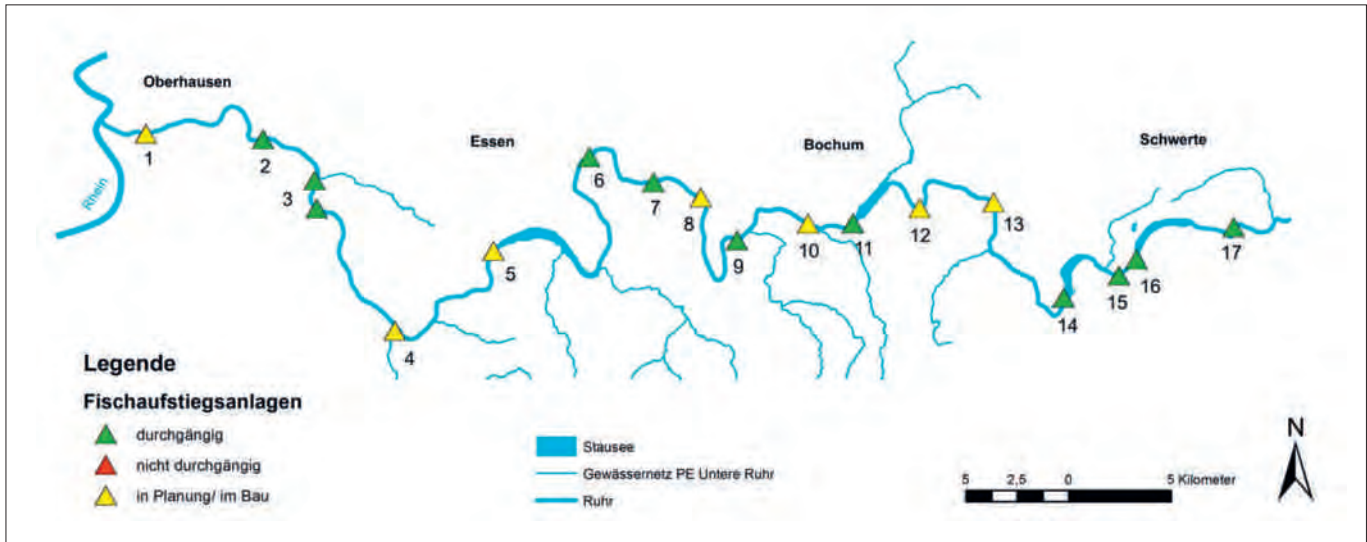 Oberhausen
Essen
Bochum
Schwerte
Rhein
1
2
3
4
5
6
7
8
9
10
11
12
13
14
15
16
17
Legende
Fischaufstiegsanlagen
durchgängig
nicht durchgängig
in Planung/ im Bau
Stausee
Gewässernetz PE Untere Ruhr
Ruhr
5 2,5 0 5 Kilometer
N